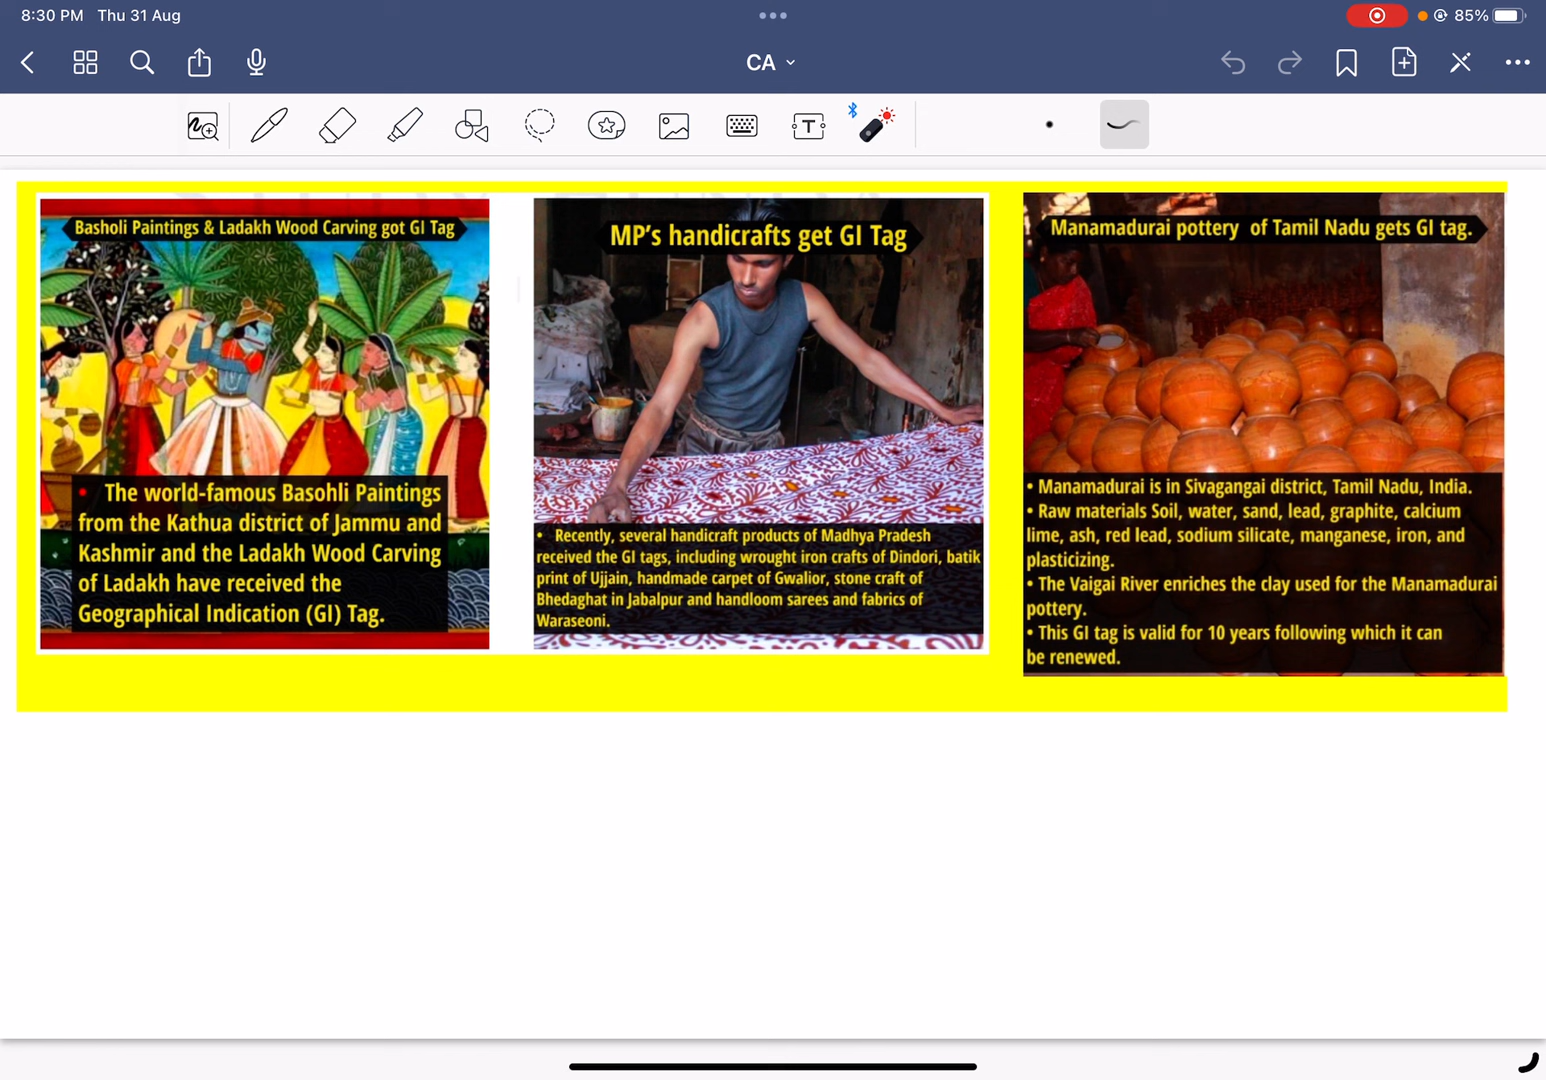 8:30 PM Thu 31 Aug
85%
CA
T
Basholi Paintings & Ladakh Wood Carving got GI Tag
• The world-famous Basohli Paintings
from the Kathua district of Jammu and
Kashmir and the Ladakh Wood Carving
of Ladakh have received the
Geographical Indication (GI) Tag.
MP's handicrafts get GI Tag
• Recently, several handicraft products of Madhya Pradesh
received the GI tags, including wrought iron crafts of Dindori, batik
print of Ujjain, handmade carpet of Gwalior, stone craft of
Bhedaghat in Jabalpur and handloom sarees and fabrics of
Waraseoni.
Manamadurai pottery of Tamil Nadu gets GI tag.
• Manamadurai is in Sivagangai district, Tamil Nadu, India.
• Raw materials Soil, water, sand, lead, graphite, calcium
lime, ash, red lead, sodium silicate, manganese, iron, and
plasticizing.
• The Vaigai River enriches the clay used for the Manamadurai
pottery.
• This GI tag is valid for 10 years following which it can
be renewed.